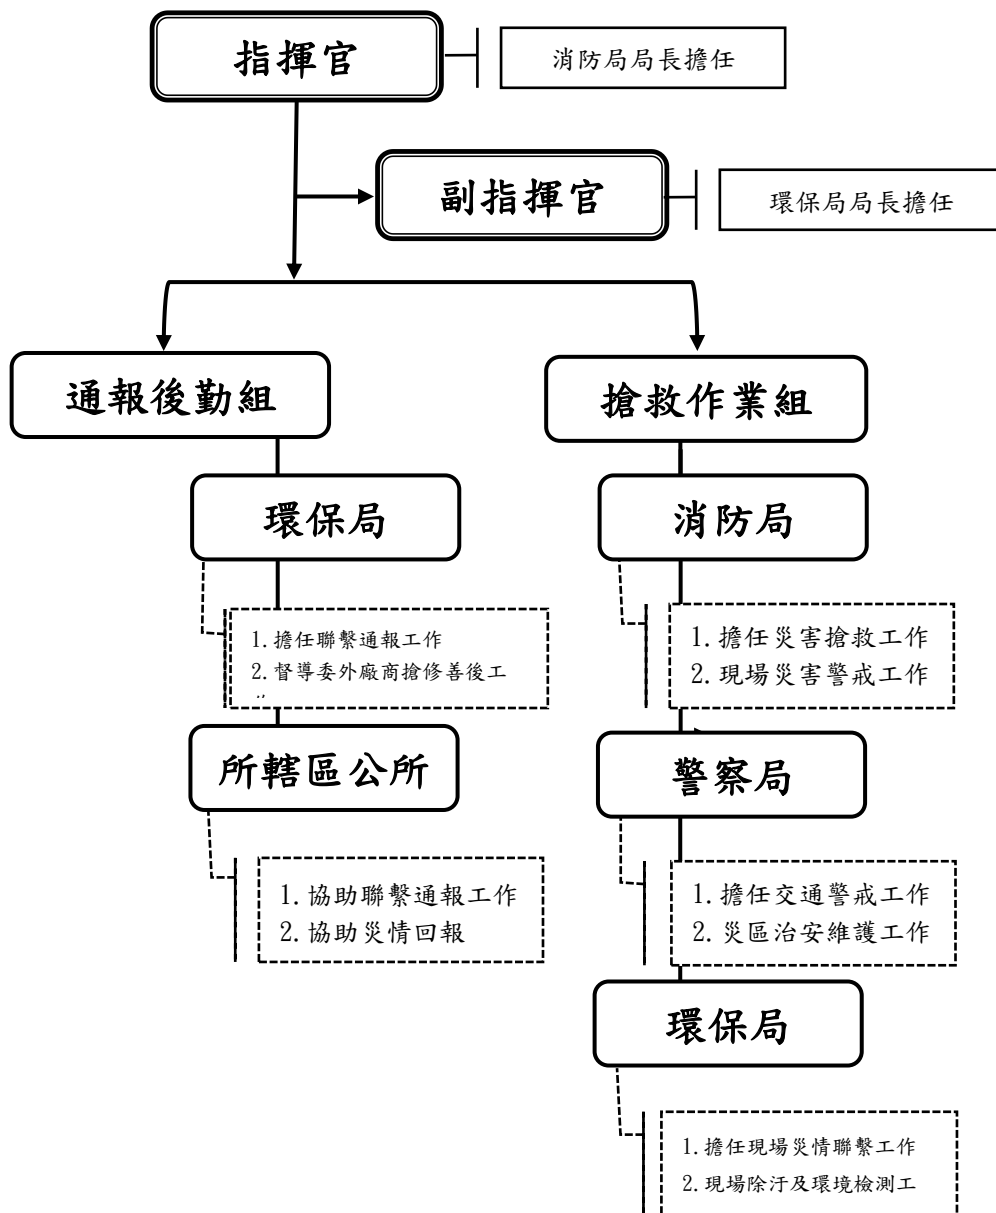 指揮官
消防局局長擔任
副指揮官
環保局局長擔任
通報後勤組
搶救作業組
環保局
1.擔任聯繫通報工作
2.督導委外廠商搶修善後工
所轄區公所
1.協助聯繫通報工作
2.協助災情回報
消防局
1.擔任災害搶救工作
2.現場災害警戒工作
警察局
1.擔任交通警戒工作
2.災區治安維護工作
環保局
1.擔任現場災情聯繫工作
2.現場除汙及環境檢測工